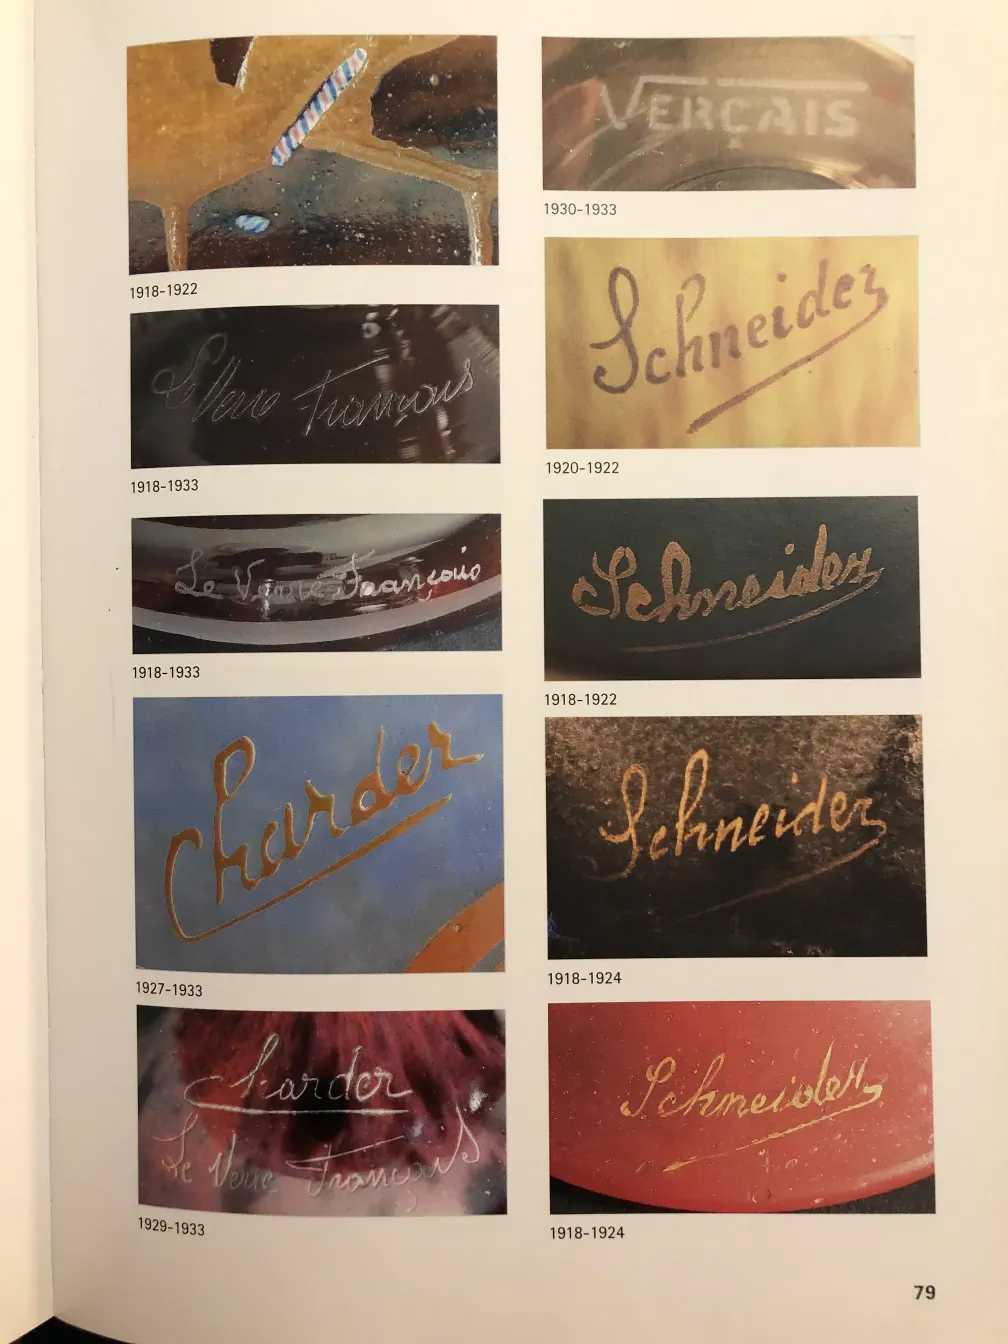 1918-1922
Le Verre Français
1918-1933
Le Verre Français
1918-1933
Charder
1927-1933
Charder
Le Verre Français
1929-1933
VERÇAIS
1930-1933
Schneider
1920-1922
Schneider
1918-1922
Schneider
1918-1924
Schneider
1918-1924
79